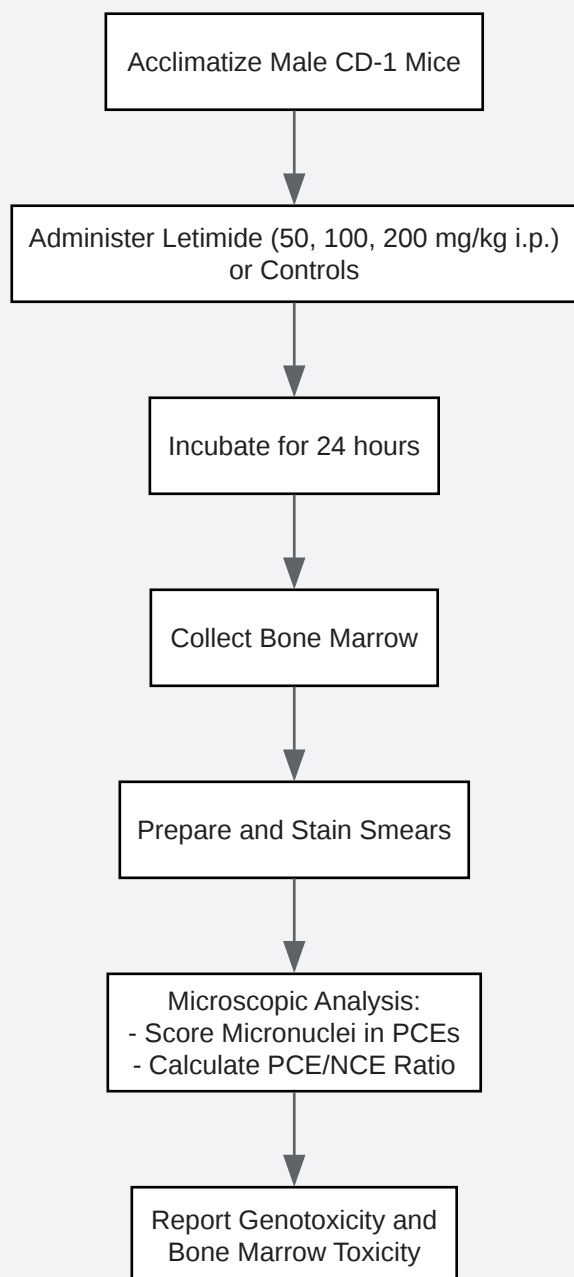 Acclimatize Male CD-1 Mice
Administer Letimide (50, 100, 200 mg/kg i.p.)
or Controls
Incubate for 24 hours
Collect Bone Marrow
Prepare and Stain Smears
Microscopic Analysis:
- Score Micronuclei in PCEs
- Calculate PCE/NCE Ratio
Report Genotoxicity and
Bone Marrow Toxicity